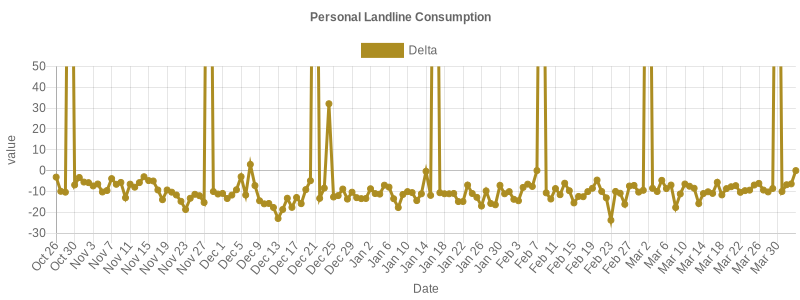 Personal Landline Consumption
Delta
value
50
40
30
20
10
0
-10
-20
-30
Oct 26
Oct 30
Nov 3
Nov 7
Nov 11
Nov 15
Nov 19
Nov 23
Nov 27
Dec 1
Dec 5
Dec 9
Dec 13
Dec 17
Dec 21
Dec 25
Dec 29
Jan 2
Jan 6
Jan 10
Jan 14
Jan 18
Jan 22
Jan 26
Jan 30
Feb 3
Feb 7
Feb 11
Feb 15
Feb 19
Feb 23
Feb 27
Mar 2
Mar 6
Mar 10
Mar 14
Mar 18
Mar 22
Mar 26
Mar 30
Date